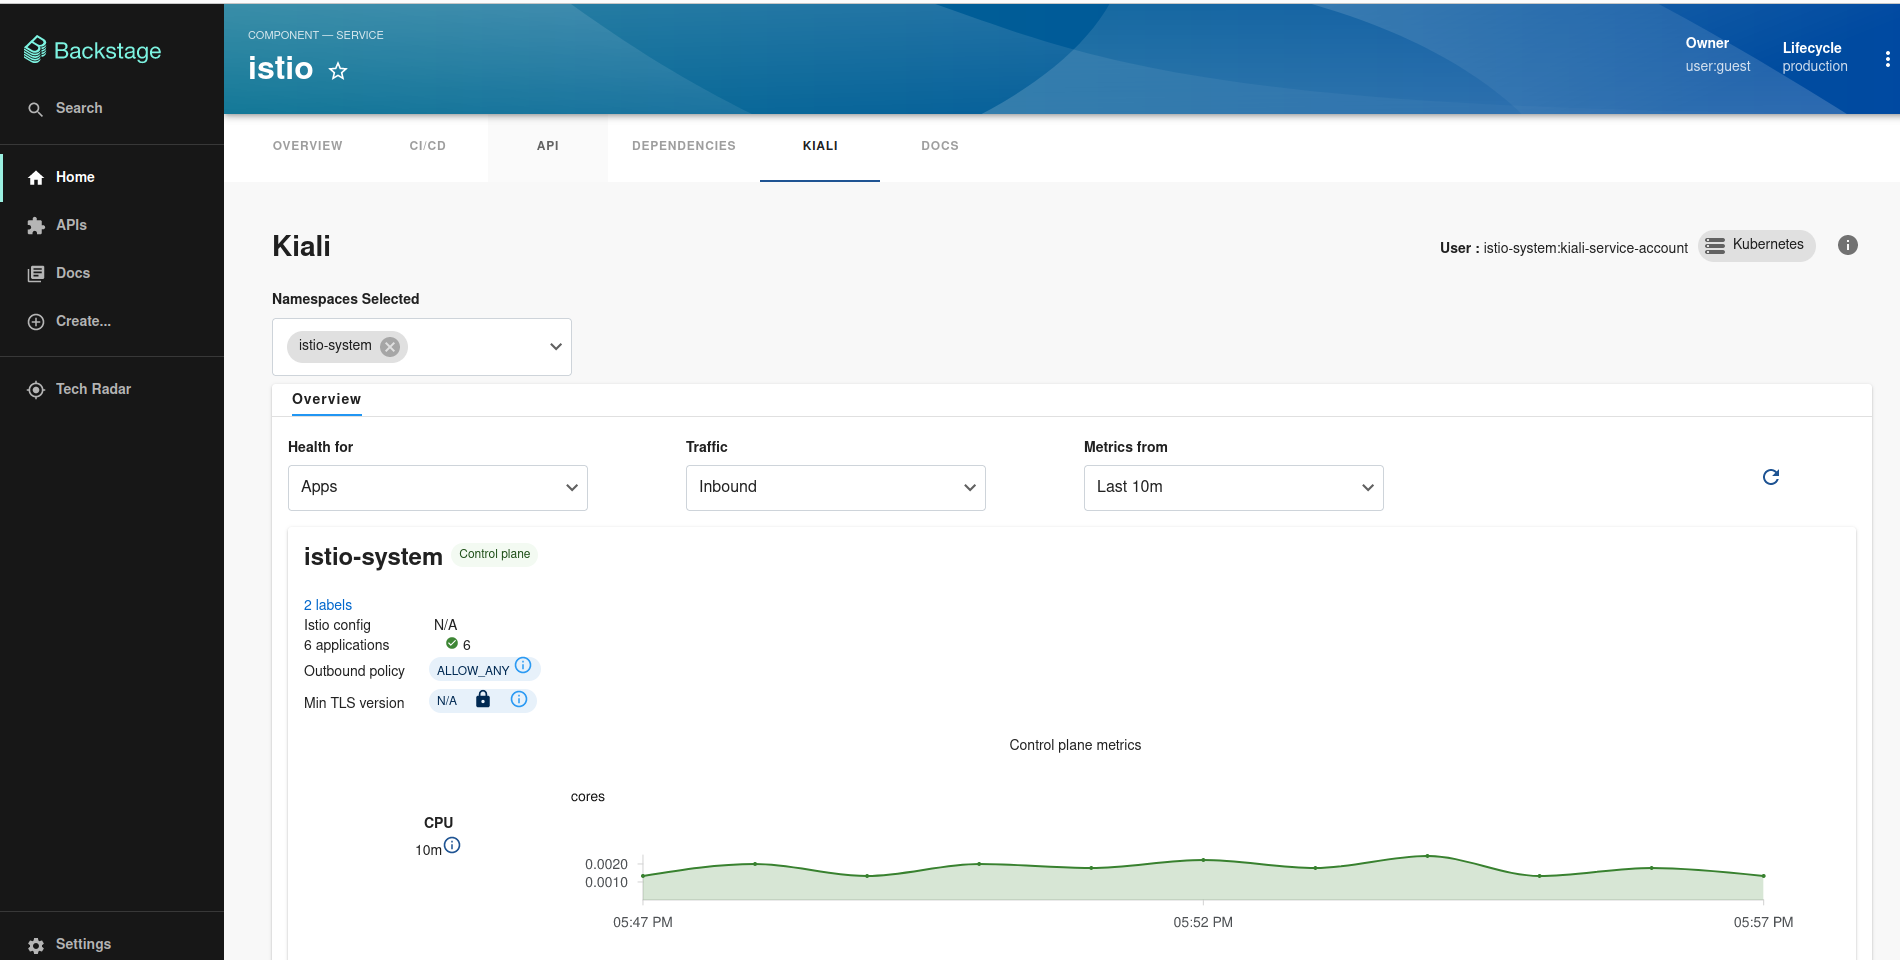 Backstage
Search
Home
APIs
Docs
Create...
Tech Radar
Settings
COMPONENT — SERVICE
istio
Owner
user:guest
Lifecycle
production
OVERVIEW CI/CD API DEPENDENCIES KIALI DOCS
Kiali
User : istio-system:kiali-service-account Kubernetes
Namespaces Selected
istio-system
Overview
Health for Traffic Metrics from
Apps Inbound Last 10m
istio-system Control plane
2 labels
Istio config N/A
6 applications 6
Outbound policy ALLOW_ANY
Min TLS version N/A
Control plane metrics
cores
CPU
10m
0.0020
0.0010
05:47 PM 05:52 PM 05:57 PM